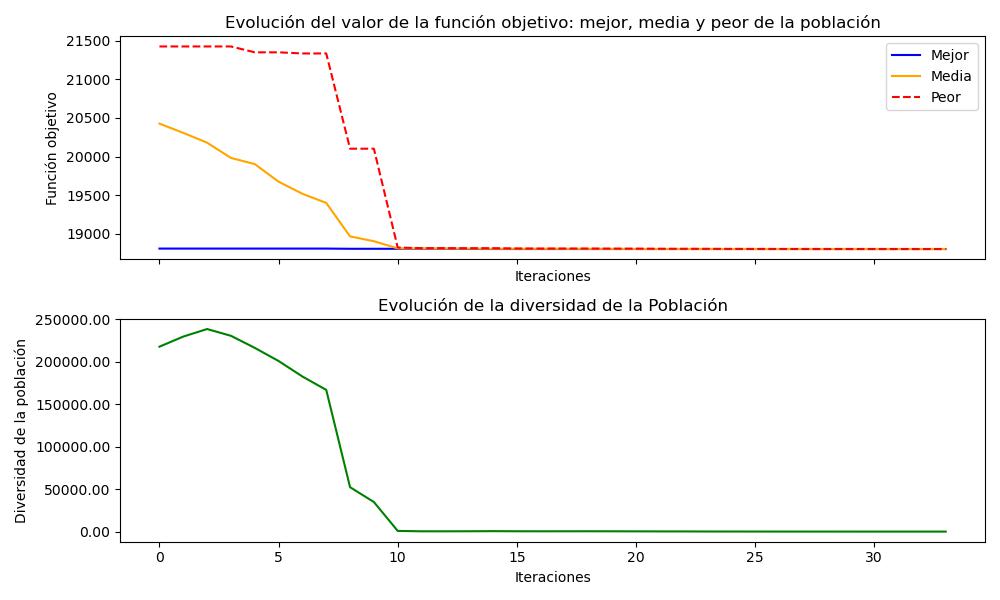 Evolución del valor de la función objetivo: mejor, media y peor de la población
21500
21000
20500
20000
19500
19000
Función objetivo
Mejor
Media
Peor
Iteraciones
Evolución de la diversidad de la Población
250000.00
200000.00
150000.00
100000.00
50000.00
0.00
Diversidad de la población
0 5 10 15 20 25 30
Iteraciones